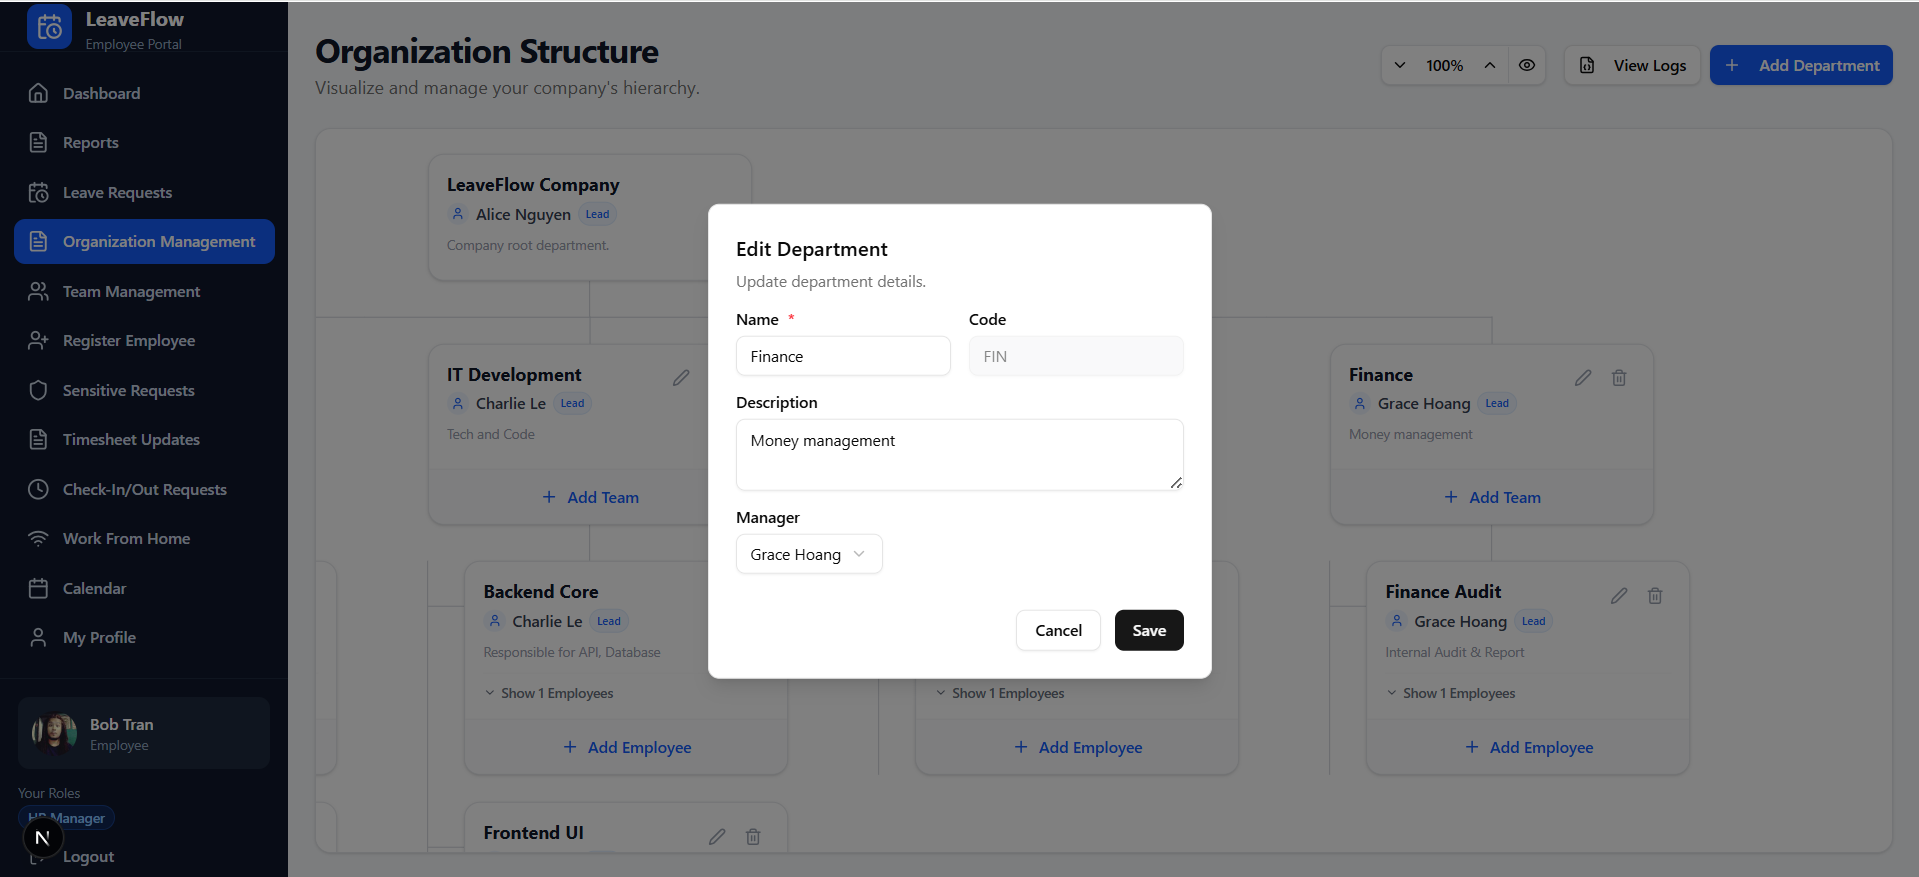 LeaveFlow
Employee Portal
Dashboard
Reports
Leave Requests
Organization Management
Team Management
Register Employee
Sensitive Requests
Timesheet Updates
Check-In/Out Requests
Work From Home
Calendar
My Profile
Bob Tran
Employee
Your Roles
HR Manager
N
Logout
Organization Structure
Visualize and manage your company's hierarchy.
100%
View Logs
Add Department
LeaveFlow Company
Alice Nguyen Lead
Company root department.
IT Development
Charlie Le Lead
Tech and Code
Add Team
Backend Core
Charlie Le Lead
Responsible for API, Database
Show 1 Employees
Add Employee
Frontend UI
Edit Department
Update department details.
Name * Code
Finance FIN
Description
Money management
Manager
Grace Hoang
Cancel Save
Show 1 Employees
Add Employee
Finance
Grace Hoang Lead
Money management
Add Team
Finance Audit
Grace Hoang Lead
Internal Audit & Report
Show 1 Employees
Add Employee